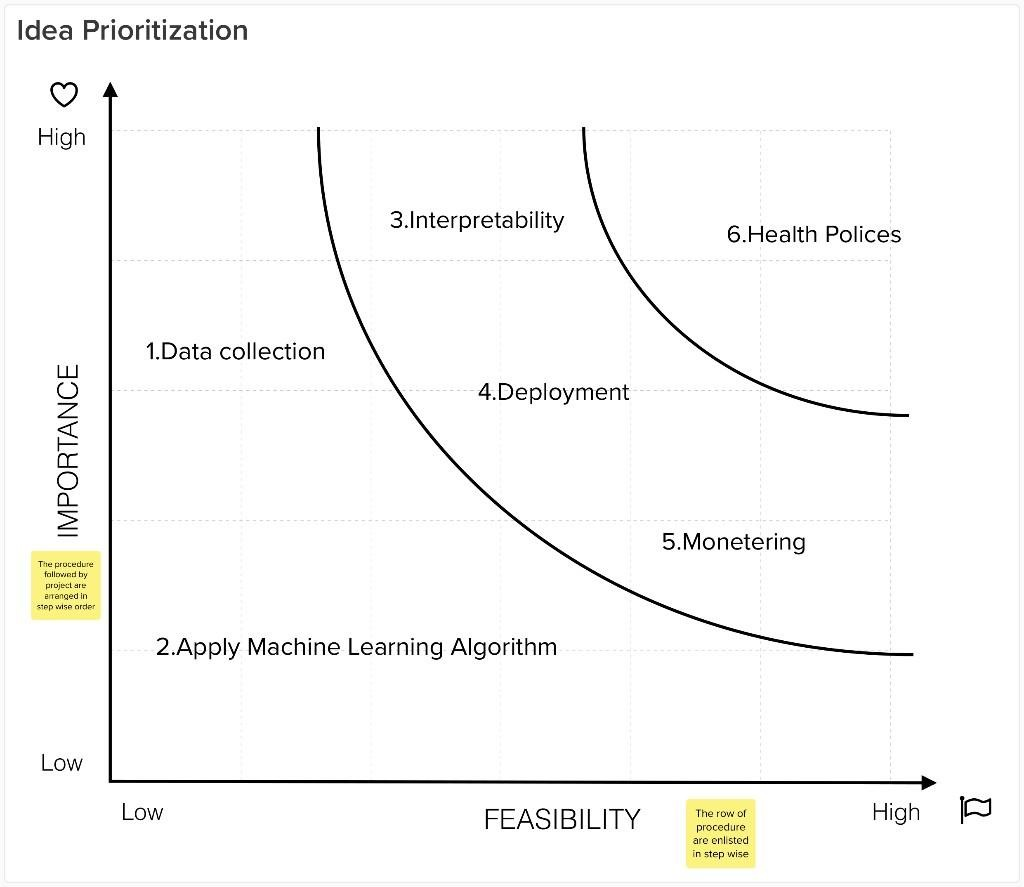 Idea Prioritization
High
3.Interpretability
6.Health Polices
1.Data collection
4.Deployment
IMPORTANCE
5.Monetering
The procedure
followed by
project are
arranged in
step wise order
2.Apply Machine Learning Algorithm
Low
Low
FEASIBILITY
High
The row of
procedure
are enlisted
in step wise